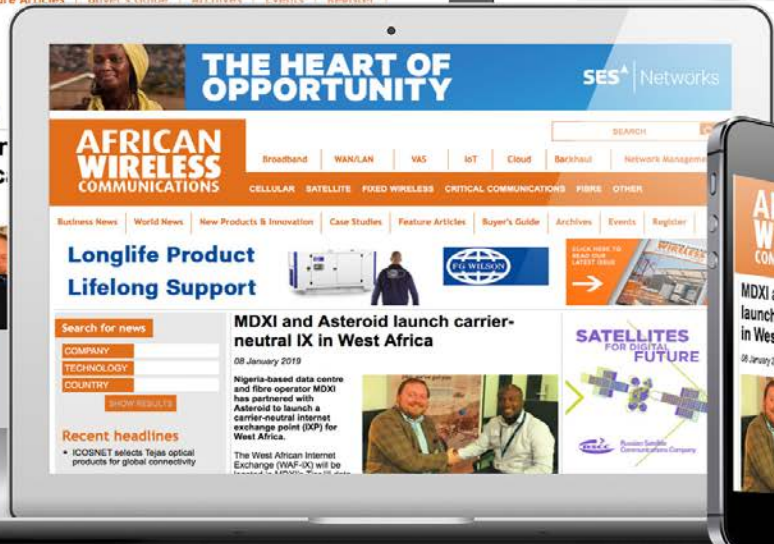 THE HEART OF
OPPORTUNITY
SES▲ Networks
SEARCH
AFRICAN
WIRELESS
COMMUNICATIONS
Broadband WAN/LAN VAS IoT Cloud Backhaul Network Manageme
CELLULAR SATELLITE FIXED WIRELESS CRITICAL COMMUNICATIONS FIBRE OTHER
Business News World News New Products & Innovation Case Studies Feature Articles Buyer's Guide Archives Events Register
Longlife Product
Lifelong Support
FG WILSON
CLICK HERE TO
READ OUR
LATEST ISSUE
WIRELESS
Search for news
COMPANY
TECHNOLOGY
COUNTRY
SHOW RESULTS
Recent headlines
• ICOSNET selects Tejas optical
products for global connectivity
MDXI and Asteroid launch carrier-
neutral IX in West Africa
08 January 2019
Nigeria-based data centre
and fibre operator MDXI
has partnered with
Asteroid to launch a
carrier-neutral internet
exchange point (IXP) for
West Africa.
The West African Internet
Exchange (WAF-IX) will be
SATELLITES
FOR DIGITAL
FUTURE
RSCC
Russian Satellite
Communications Company
MDXI a
launch
in Wes
08 January 2